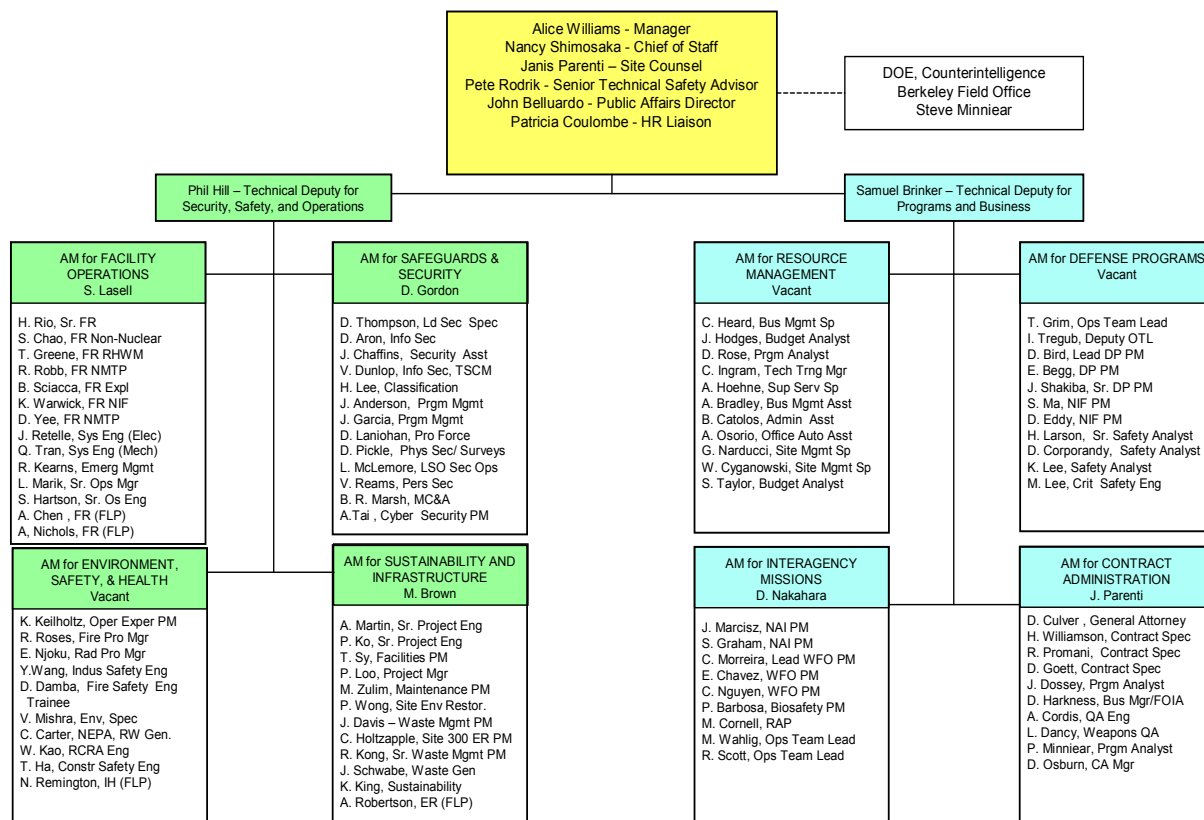 Alice Williams - Manager
Nancy Shimosaka - Chief of Staff
Janis Parenti – Site Counsel
Pete Rodrik - Senior Technical Safety Advisor
John Belluardo - Public Affairs Director
Patricia Coulombe - HR Liaison
DOE, Counterintelligence
Berkeley Field Office
Steve Minniear
Phil Hill – Technical Deputy for
Security, Safety, and Operations
Samuel Brinker – Technical Deputy for
Programs and Business
AM for FACILITY
OPERATIONS
S. Lasell
H. Rio, Sr. FR
S. Chao, FR Non-Nuclear
T. Greene, FR RHWM
R. Robb, FR NMTP
B. Sciacca, FR Expl
K. Warwick, FR NIF
D. Yee, FR NMTP
J. Retelle, Sys Eng (Elec)
Q. Tran, Sys Eng (Mech)
R. Kearns, Emerg Mgmt
L. Marik, Sr. Ops Mgr
S. Hartson, Sr. Os Eng
A. Chen , FR (FLP)
A, Nichols, FR (FLP)
AM for SAFEGUARDS &
SECURITY
D. Gordon
D. Thompson, Ld Sec Spec
D. Aron, Info Sec
J. Chaffins, Security Asst
V. Dunlop, Info Sec, TSCM
H. Lee, Classification
J. Anderson, Prgm Mgmt
J. Garcia, Prgm Mgmt
D. Laniohan, Pro Force
D. Pickle, Phys Sec/ Surveys
L. McLemore, LSO Sec Ops
V. Reams, Pers Sec
B. R. Marsh, MC&A
A.Tai , Cyber Security PM
AM for RESOURCE
MANAGEMENT
Vacant
C. Heard, Bus Mgmt Sp
J. Hodges, Budget Analyst
D. Rose, Prgm Analyst
C. Ingram, Tech Trng Mgr
A. Hoehne, Sup Serv Sp
A. Bradley, Bus Mgmt Asst
B. Catolos, Admin Asst
A. Osorio, Office Auto Asst
G. Narducci, Site Mgmt Sp
W. Cyganowski, Site Mgmt Sp
S. Taylor, Budget Analyst
AM for DEFENSE PROGRAMS
Vacant
T. Grim, Ops Team Lead
I. Tregub, Deputy OTL
D. Bird, Lead DP PM
E. Begg, DP PM
J. Shakiba, Sr. DP PM
S. Ma, NIF PM
D. Eddy, NIF PM
H. Larson, Sr. Safety Analyst
D. Corporandy, Safety Analyst
K. Lee, Safety Analyst
M. Lee, Crit Safety Eng
AM for ENVIRONMENT,
SAFETY, & HEALTH
Vacant
K. Keilholtz, Oper Exper PM
R. Roses, Fire Pro Mgr
E. Njoku, Rad Pro Mgr
Y.Wang, Indus Safety Eng
D. Damba, Fire Safety Eng
Trainee
V. Mishra, Env, Spec
C. Carter, NEPA, RW Gen.
W. Kao, RCRA Eng
T. Ha, Constr Safety Eng
N. Remington, IH (FLP)
AM for SUSTAINABILITY AND
INFRASTRUCTURE
M. Brown
A. Martin, Sr. Project Eng
P. Ko, Sr. Project Eng
T. Sy, Facilities PM
P. Loo, Project Mgr
M. Zulim, Maintenance PM
P. Wong, Site Env Restor.
J. Davis – Waste Mgmt PM
C. Holtzapple, Site 300 ER PM
R. Kong, Sr. Waste Mgmt PM
J. Schwabe, Waste Gen
K. King, Sustainability
A. Robertson, ER (FLP)
AM for INTERAGENCY
MISSIONS
D. Nakahara
J. Marcisz, NAI PM
S. Graham, NAI PM
C. Morreira, Lead WFO PM
E. Chavez, WFO PM
C. Nguyen, WFO PM
P. Barbosa, Biosafety PM
M. Cornell, RAP
M. Wahlig, Ops Team Lead
R. Scott, Ops Team Lead
AM for CONTRACT
ADMINISTRATION
J. Parenti
D. Culver , General Attorney
H. Williamson, Contract Spec
R. Promani, Contract Spec
D. Goett, Contract Spec
J. Dossey, Prgm Analyst
D. Harkness, Bus Mgr/FOIA
A. Cordis, QA Eng
L. Dancy, Weapons QA
P. Minniear, Prgm Analyst
D. Osburn, CA Mgr